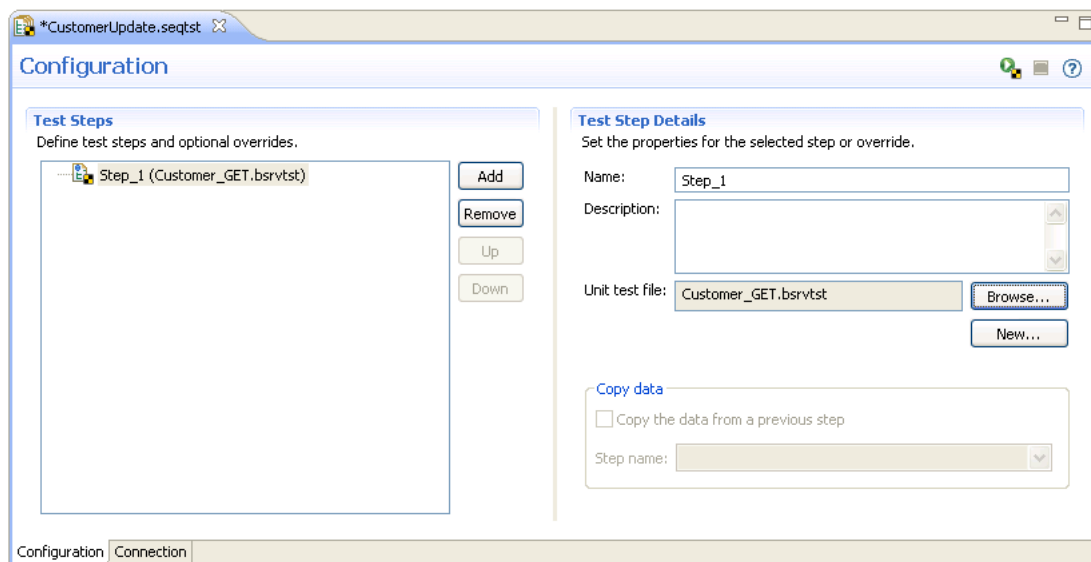 *CustomerUpdate.seqtst
Configuration
Test Steps
Define test steps and optional overrides.
Step_1 (Customer_GET.bsrvtst)
Add
Remove
Up
Down
Test Step Details
Set the properties for the selected step or override.
Name: Step_1
Description:
Unit test file: Customer_GET.bsrvtst Browse...
New...
Copy data
Copy the data from a previous step
Step name:
Configuration Connection